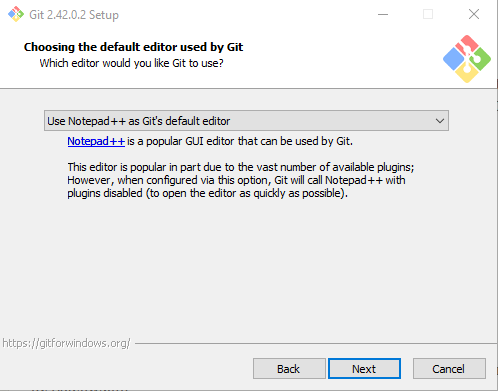 Git 2.42.0.2 Setup
Choosing the default editor used by Git
Which editor would you like Git to use?
Use Notepad++ as Git's default editor
Notepad++ is a popular GUI editor that can be used by Git.
This editor is popular in part due to the vast number of available plugins;
However, when configured via this option, Git will call Notepad++ with
plugins disabled (to open the editor as quickly as possible).
https://gitforwindows.org/
Back
Next
Cancel